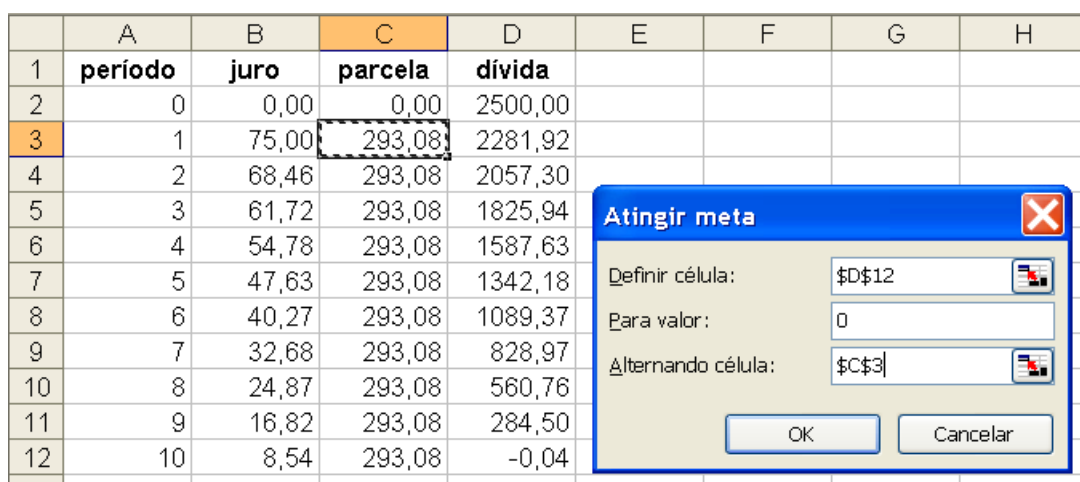 A B C D E F G H
1 período juro parcela dívida
2 0 0,00 0,00 2500,00
3 1 75,00 293,08 2281,92
4 2 68,46 293,08 2057,30
5 3 61,72 293,08 1825,94
6 4 54,78 293,08 1587,63
7 5 47,63 293,08 1342,18
8 6 40,27 293,08 1089,37
9 7 32,68 293,08 828,97
10 8 24,87 293,08 560,76
11 9 16,82 293,08 284,50
12 10 8,54 293,08 -0,04
Atingir meta
Definir célula: $D$12
Para valor: 0
Alternando célula: $C$3
OK Cancelar